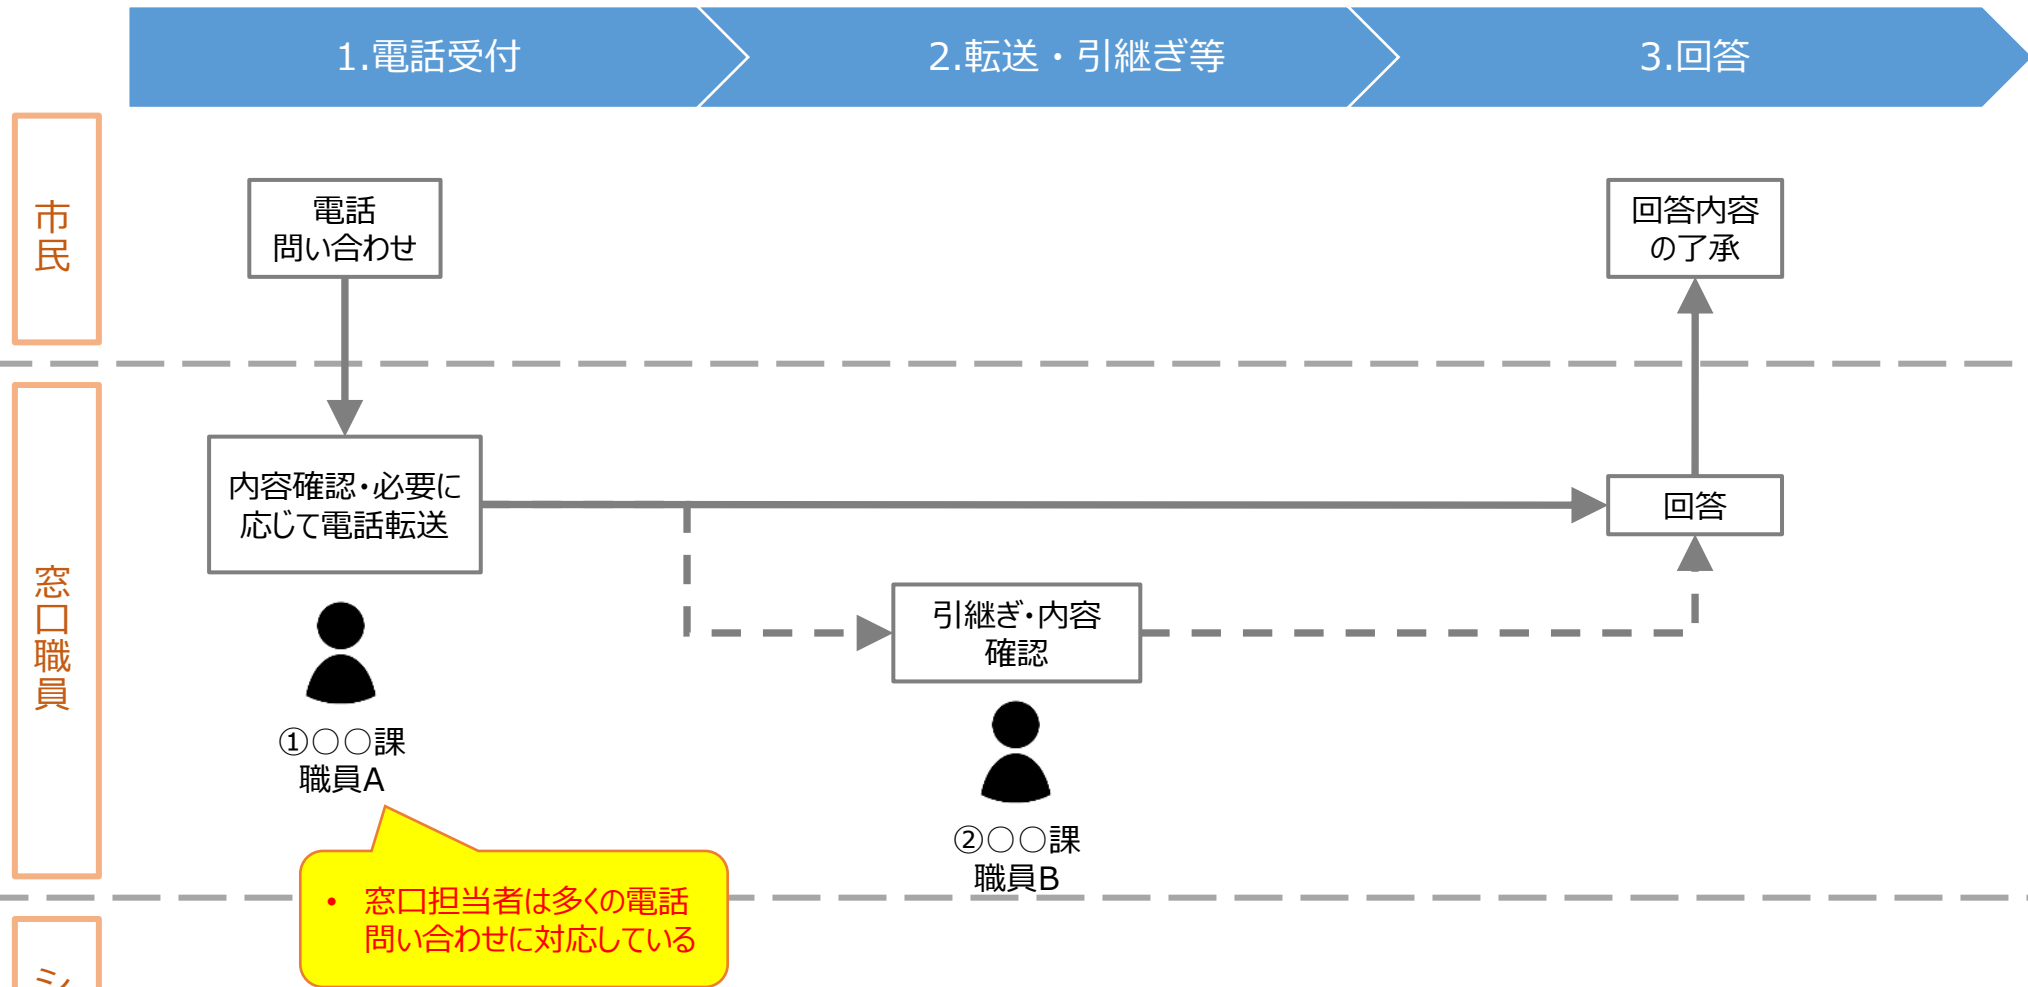 1.電話受付
2.転送・引継ぎ等
3.回答
市民
電話
問い合わせ
回答内容
の了承
窓口職員
内容確認・必要に
応じて電話転送
回答
引継ぎ・内容
確認
①○○課
職員A
②○○課
職員B
• 窓口担当者は多くの電話
問い合わせに対応している
シ